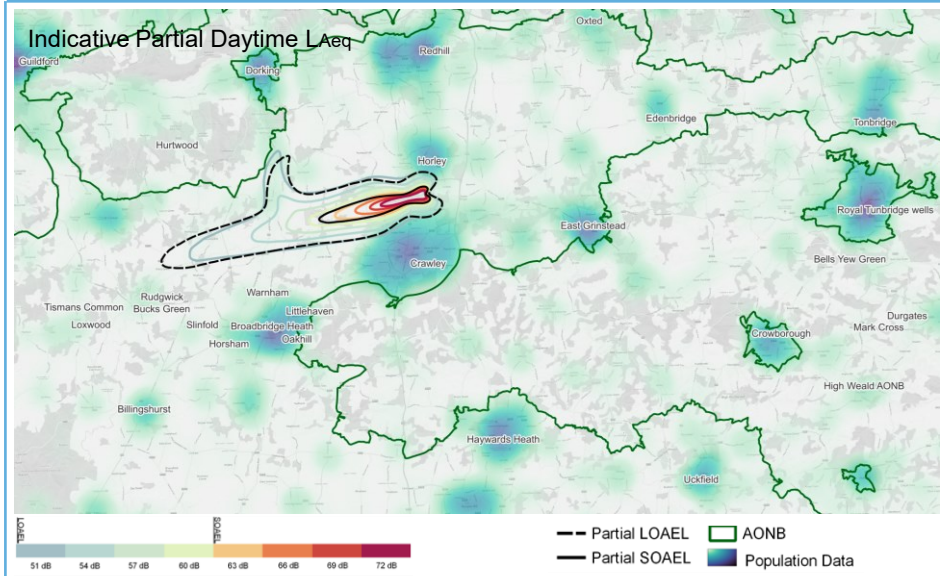 Indicative Partial Daytime LAeq
Oxted
Redhill
Guildford
Dorking
Edenbridge
Tonbridge
Hurtwood
Horley
Royal Tunbridge wells
East Grinstead
Bells Yew Green
Crawley
Warnham
Rudgwick
Tismans Common
Bucks Green
Littlehaven
Durgates
Loxwood
Slinfold
Broadbridge Heath
Mark Cross
Crowborough
Horsham
Oakhill
High Weald AONB
Billingshurst
Haywards Heath
Uckfield
LOAEL
SOAEL
51 dB 54 dB 57 dB 60 dB 63 dB 66 dB 69 dB 72 dB
Partial LOAEL
AONB
Partial SOAEL
Population Data